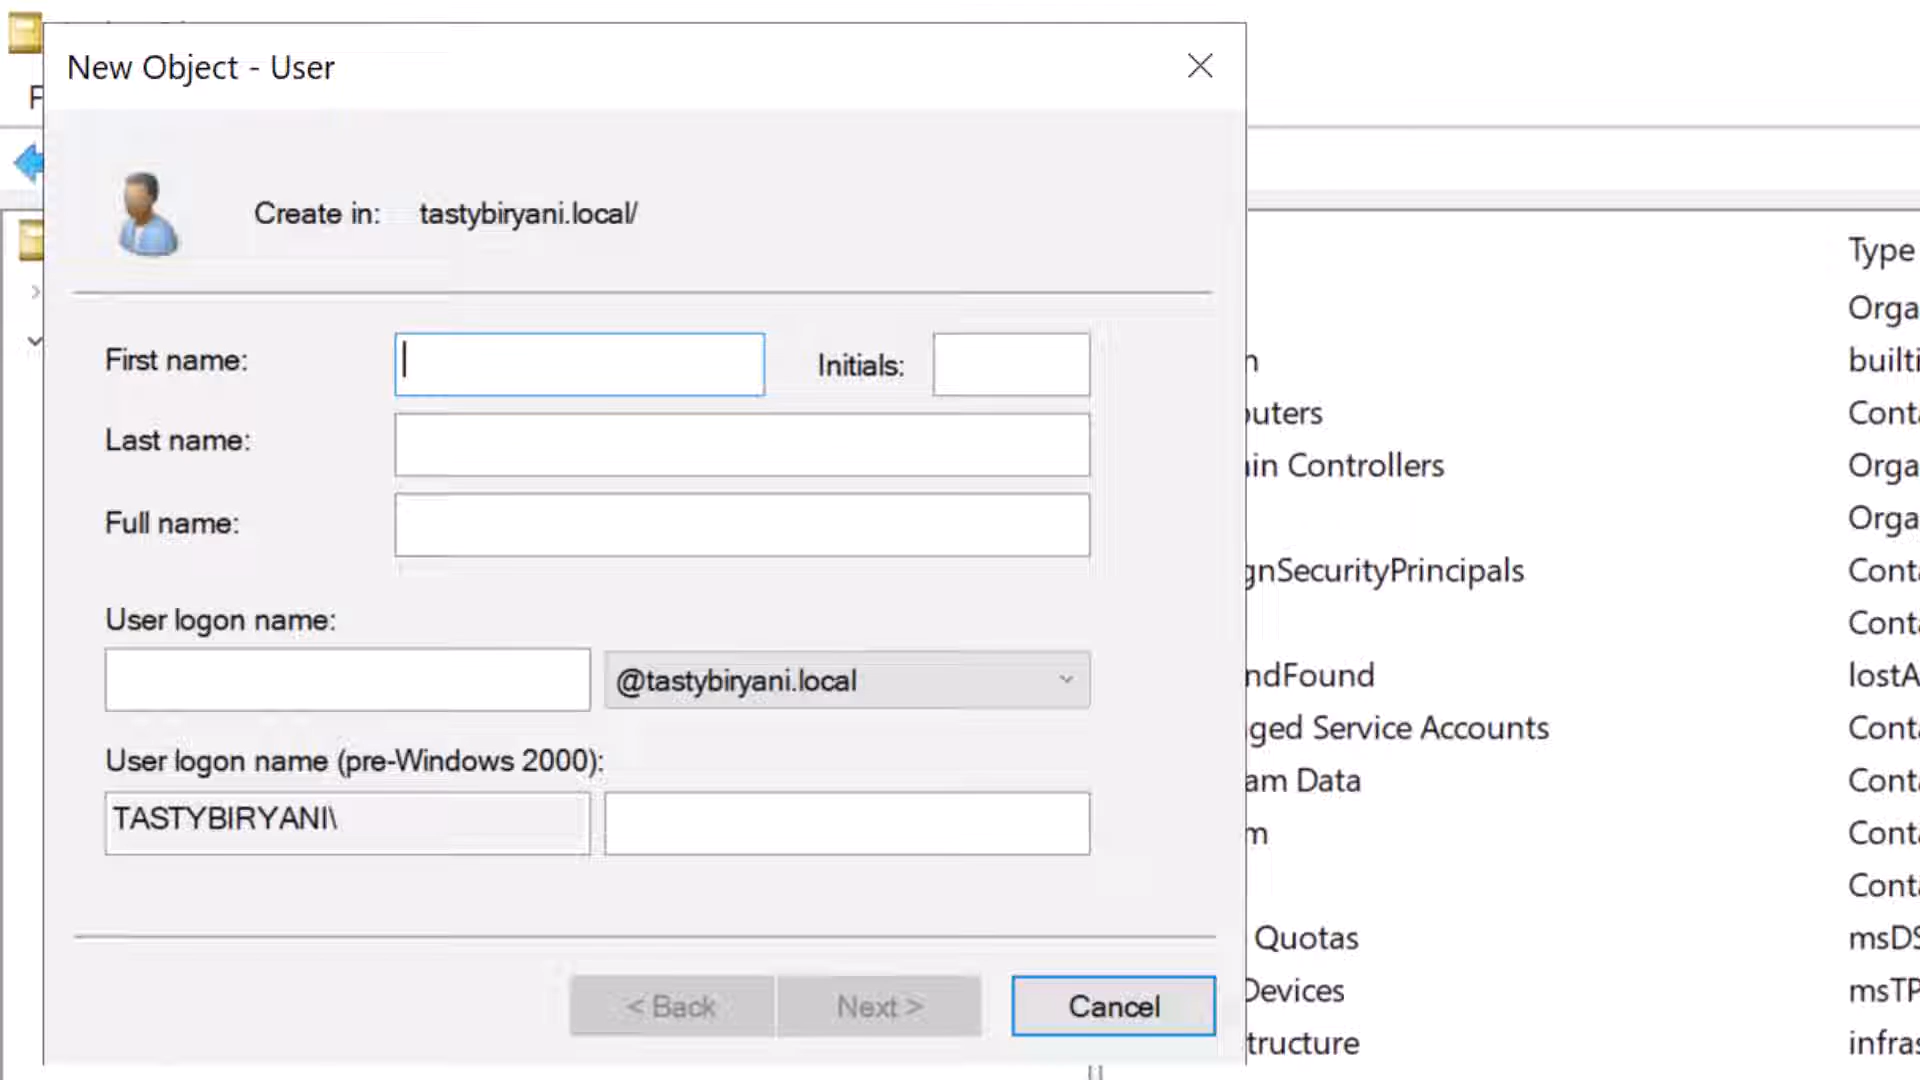 New Object - User
Create in: tastybiryani.local/
First name:
Initials:
Last name:
Full name:
User logon name:
@tastybiryani.local
User logon name (pre-Windows 2000):
TASTYBIRYANI\
< Back
Next >
Cancel
Type
Orga
builti
uters Conta
in Controllers Orga
Orga
gnSecurityPrincipals Conta
Conta
ndFound lostA
ged Service Accounts Conta
am Data Conta
m Conta
Conta
Quotas msDS
Devices msTP
tructure infras